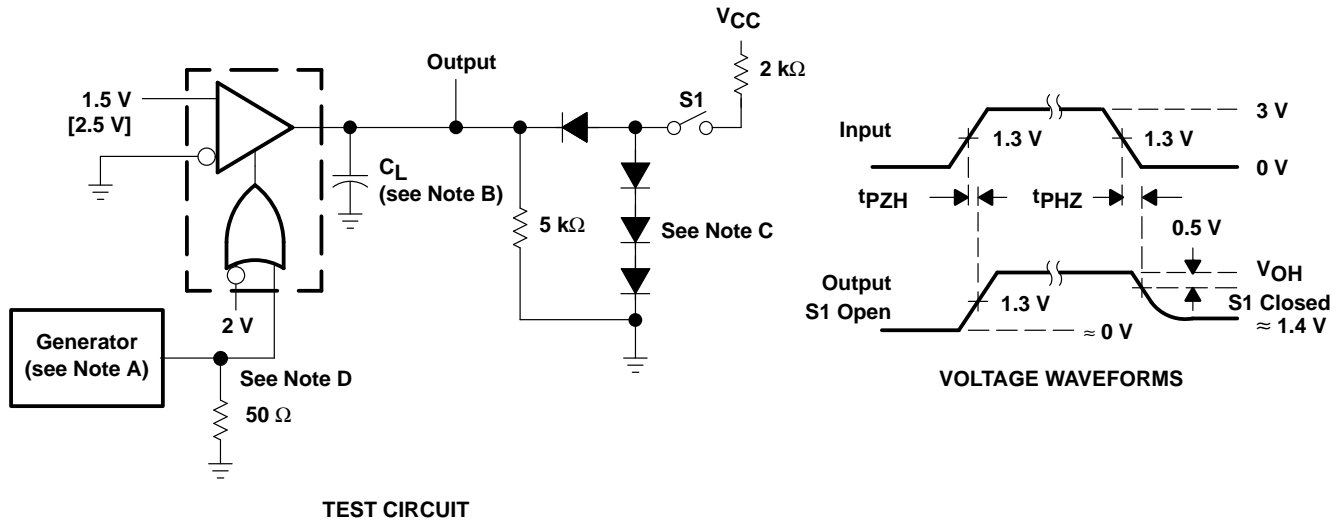 VCC
2 kΩ
Output
S1
1.5 V
[2.5 V]
CL
(see Note B)
5 kΩ
See Note C
2 V
Generator
(see Note A)
See Note D
50 Ω
TEST CIRCUIT
Input
3 V
1.3 V
1.3 V
0 V
tPZH
tPHZ
0.5 V
VOH
Output
S1 Open
1.3 V
S1 Closed
≈ 1.4 V
≈ 0 V
VOLTAGE WAVEFORMS